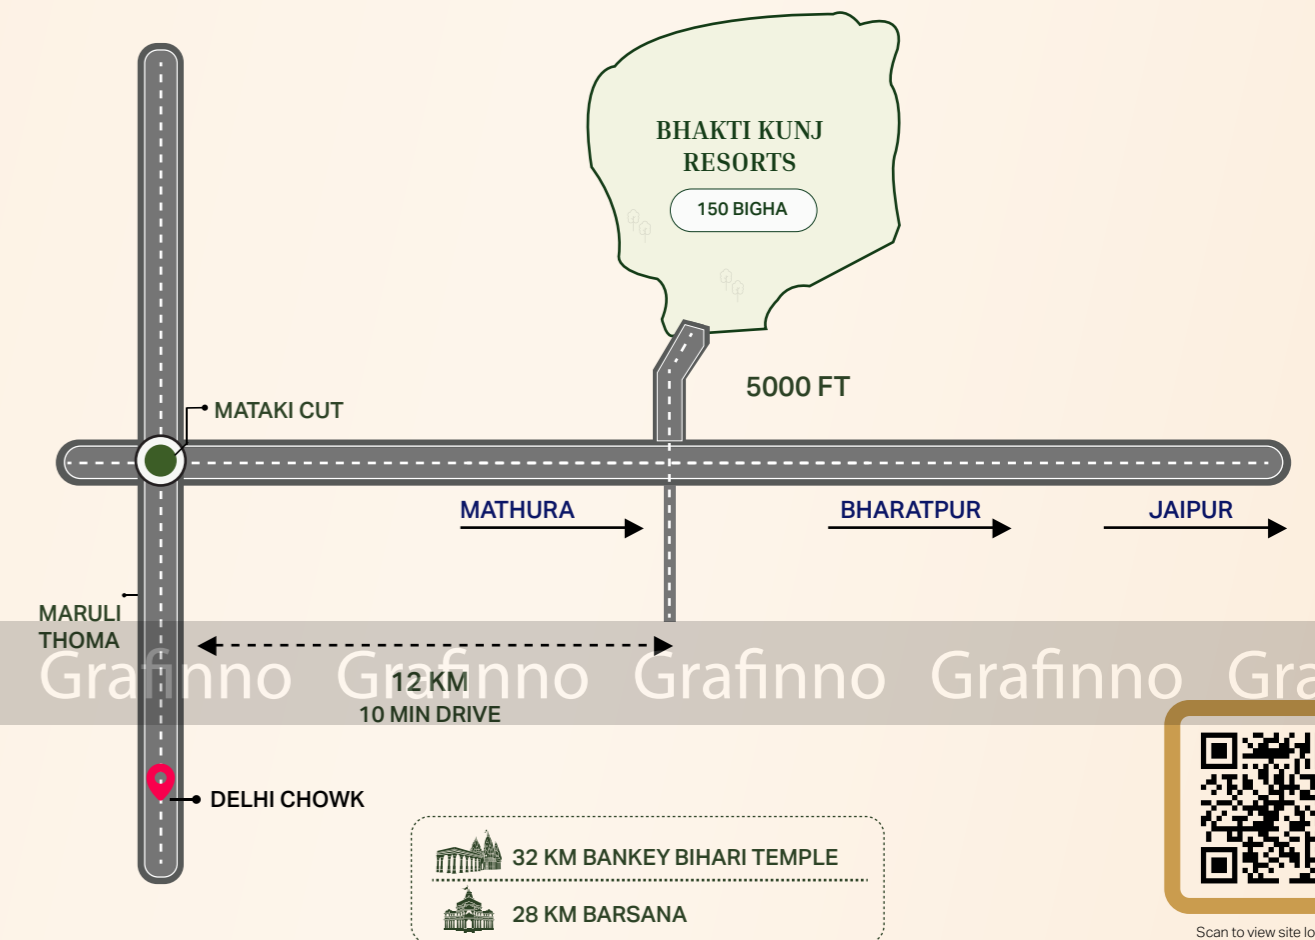 BHAKTI KUNJ
RESORTS
150 BIGHA
5000 FT
MATAKI CUT
MATHURA
BHARATPUR
JAIPUR
MARULI
THOMA
Grafinno Grafinno Grafinno Grafinno Gra
12 KM
10 MIN DRIVE
DELHI CHOWK
32 KM BANKEY BIHARI TEMPLE
28 KM BARSANA
Scan to view site lo